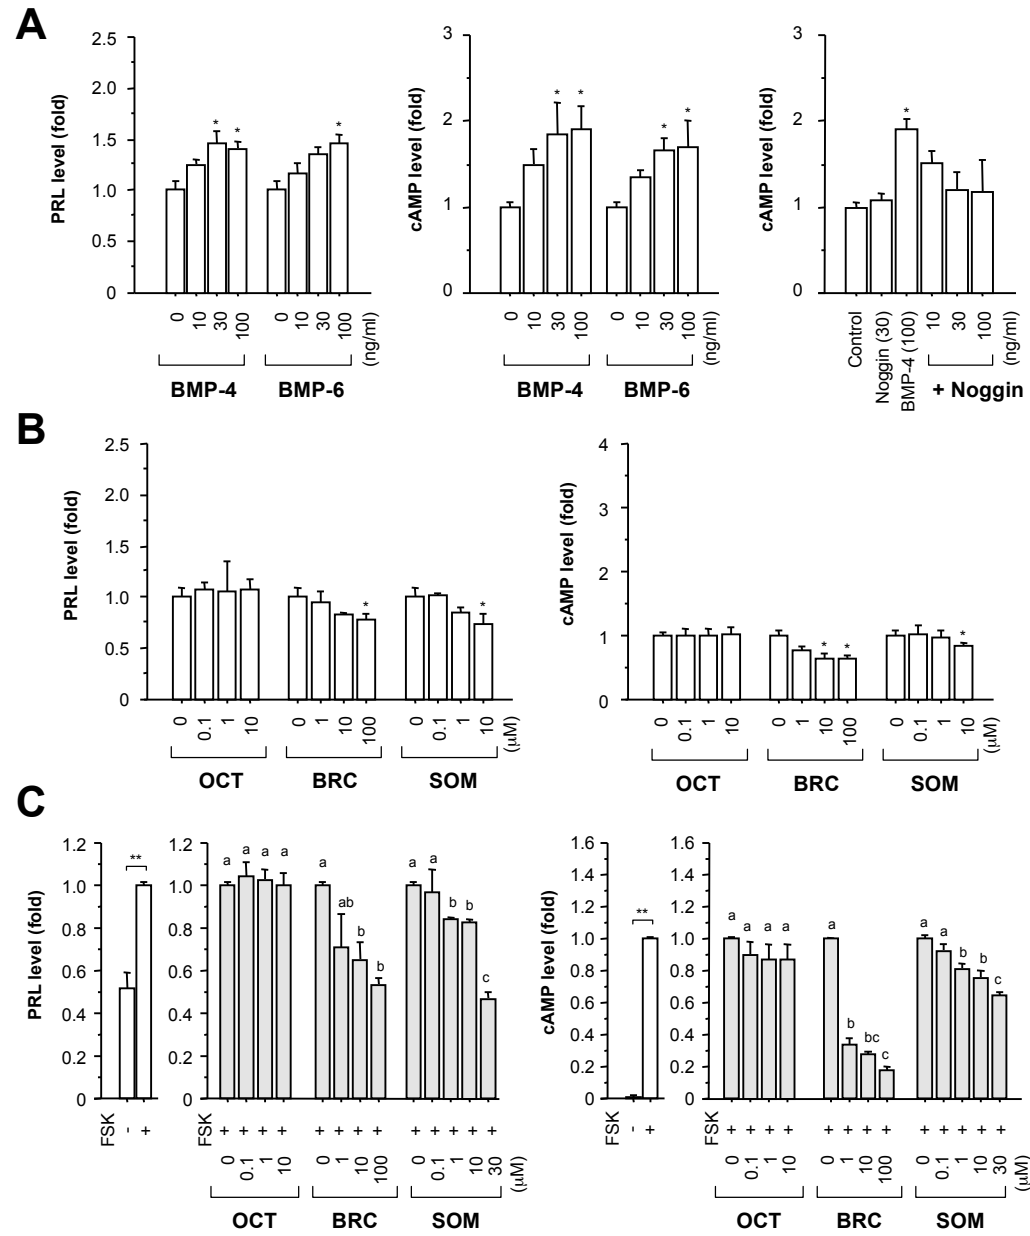 A
PRL level (fold)
2.5
2.0
1.5
1.0
0.5
0
* * *
0 10 30 100 0 10 30 100 (ng/ml)
BMP-4 BMP-6
cAMP level (fold)
3
2
1
0
* * * *
0 10 30 100 0 10 30 100 (ng/ml)
BMP-4 BMP-6
cAMP level (fold)
3
2
1
0
*
Control Noggin (30) BMP-4 (100) 10 30 100 (ng/ml)
+ Noggin
B
PRL level (fold)
2.5
2.0
1.5
1.0
0.5
0
* *
0 0.1 1 10 0 1 10 100 0 0.1 1 10 (μM)
OCT BRC SOM
cAMP level (fold)
4
3
2
1
0
* * *
0 0.1 1 10 0 1 10 100 0 0.1 1 10 (μM)
OCT BRC SOM
C
PRL level (fold)
1.2
1.0
0.8
0.6
0.4
0.2
0
**
FSK - +
1.2
1.0
0.8
0.6
0.4
0.2
0
a a a a a ab b b a a b b c
FSK + + + + + + + + + + + + +
0 0.1 1 10 0 1 10 100 0 0.1 1 10 30 (μM)
OCT BRC SOM
cAMP level (fold)
1.6
1.4
1.2
1.0
0.8
0.6
0.4
0.2
0
**
FSK - +
1.6
1.4
1.2
1.0
0.8
0.6
0.4
0.2
0
a a a a a b bc c a a b b c
FSK + + + + + + + + + + + + +
0 0.1 1 10 0 1 10 100 0 0.1 1 10 30 (μM)
OCT BRC SOM